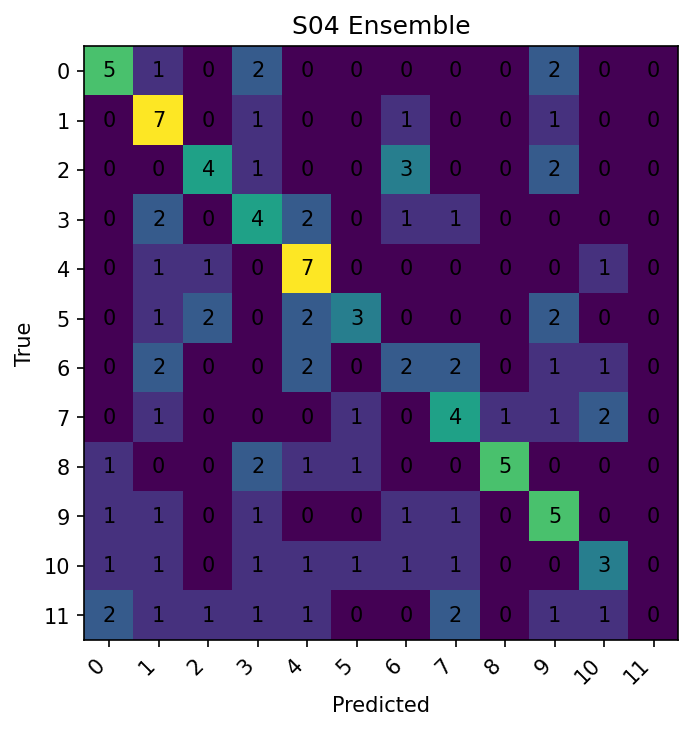 S04 Ensemble
True
0 5 1 0 2 0 0 0 0 0 2 0 0
1 0 7 0 1 0 0 1 0 0 1 0 0
2 0 0 4 1 0 0 3 0 0 2 0 0
3 0 2 0 4 2 0 1 1 0 0 0 0
4 0 1 1 0 7 0 0 0 0 0 1 0
5 0 1 2 0 2 3 0 0 0 2 0 0
6 0 2 0 0 2 0 2 2 0 1 1 0
7 0 1 0 0 0 1 0 4 1 1 2 0
8 1 0 0 2 1 1 0 0 5 0 0 0
9 1 1 0 1 0 0 1 1 0 5 0 0
10 1 1 0 1 1 1 1 1 0 0 3 0
11 2 1 1 1 1 0 0 2 0 1 1 0
0 1 2 3 4 5 6 7 8 9 10 11
Predicted